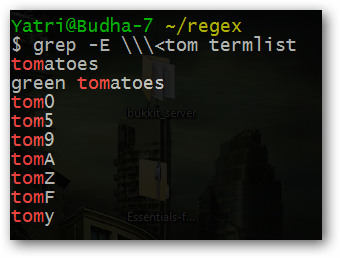 Yatri@Budha-7 ~/regex
$ grep -E \\\<tom termlist
tomatoes
green tomatoes
tom0
tom5
tom9
tomA
tomZ
tomF
tomy
bukkit_server
Essentials-f...